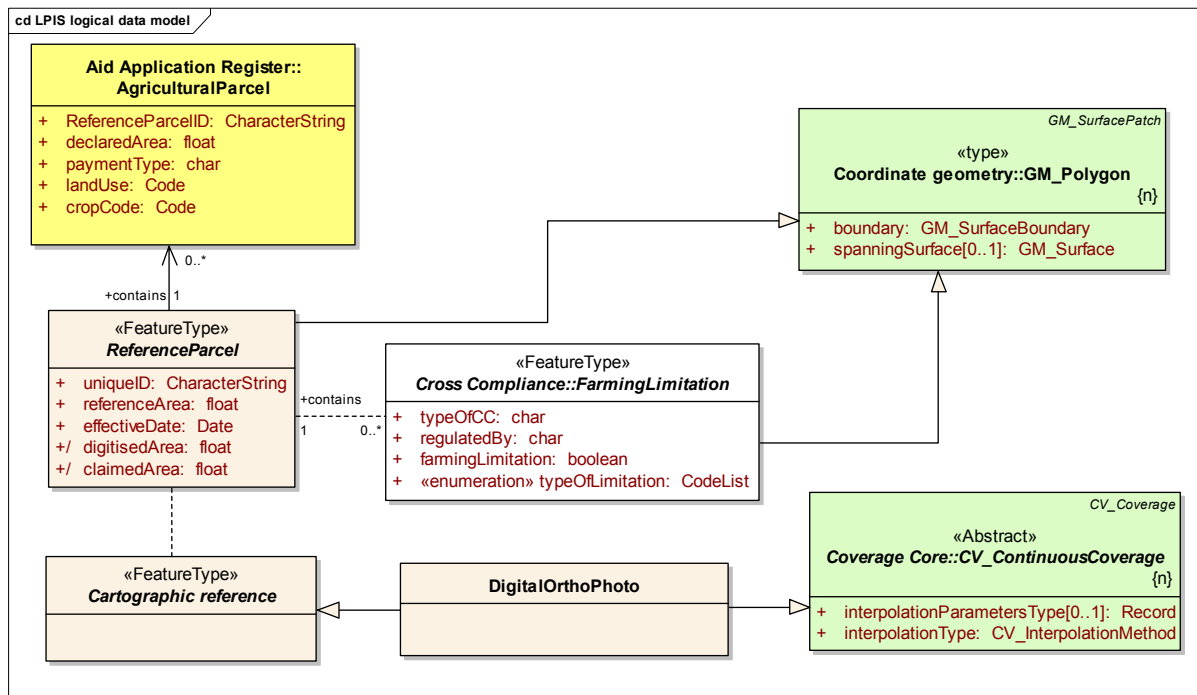 cd LPIS logical data model
Aid Application Register::
AgriculturalParcel
+ ReferenceParcelID: CharacterString
+ declaredArea: float
+ paymentType: char
+ landUse: Code
+ cropCode: Code
0..*
+contains 1
«FeatureType»
ReferenceParcel
+ uniqueID: CharacterString
+ referenceArea: float
+ effectiveDate: Date
+/ digitisedArea: float
+/ claimedArea: float
+contains
1 0..*
«FeatureType»
Cross Compliance::FarmingLimitation
+ typeOfCC: char
+ regulatedBy: char
+ farmingLimitation: boolean
+ «enumeration» typeOfLimitation: CodeList
GM_SurfacePatch
«type»
Coordinate geometry::GM_Polygon
{n}
+ boundary: GM_SurfaceBoundary
+ spanningSurface[0..1]: GM_Surface
«FeatureType»
Cartographic reference
DigitalOrthoPhoto
CV_Coverage
«Abstract»
Coverage Core::CV_ContinuousCoverage
{n}
+ interpolationParametersType[0..1]: Record
+ interpolationType: CV_InterpolationMethod